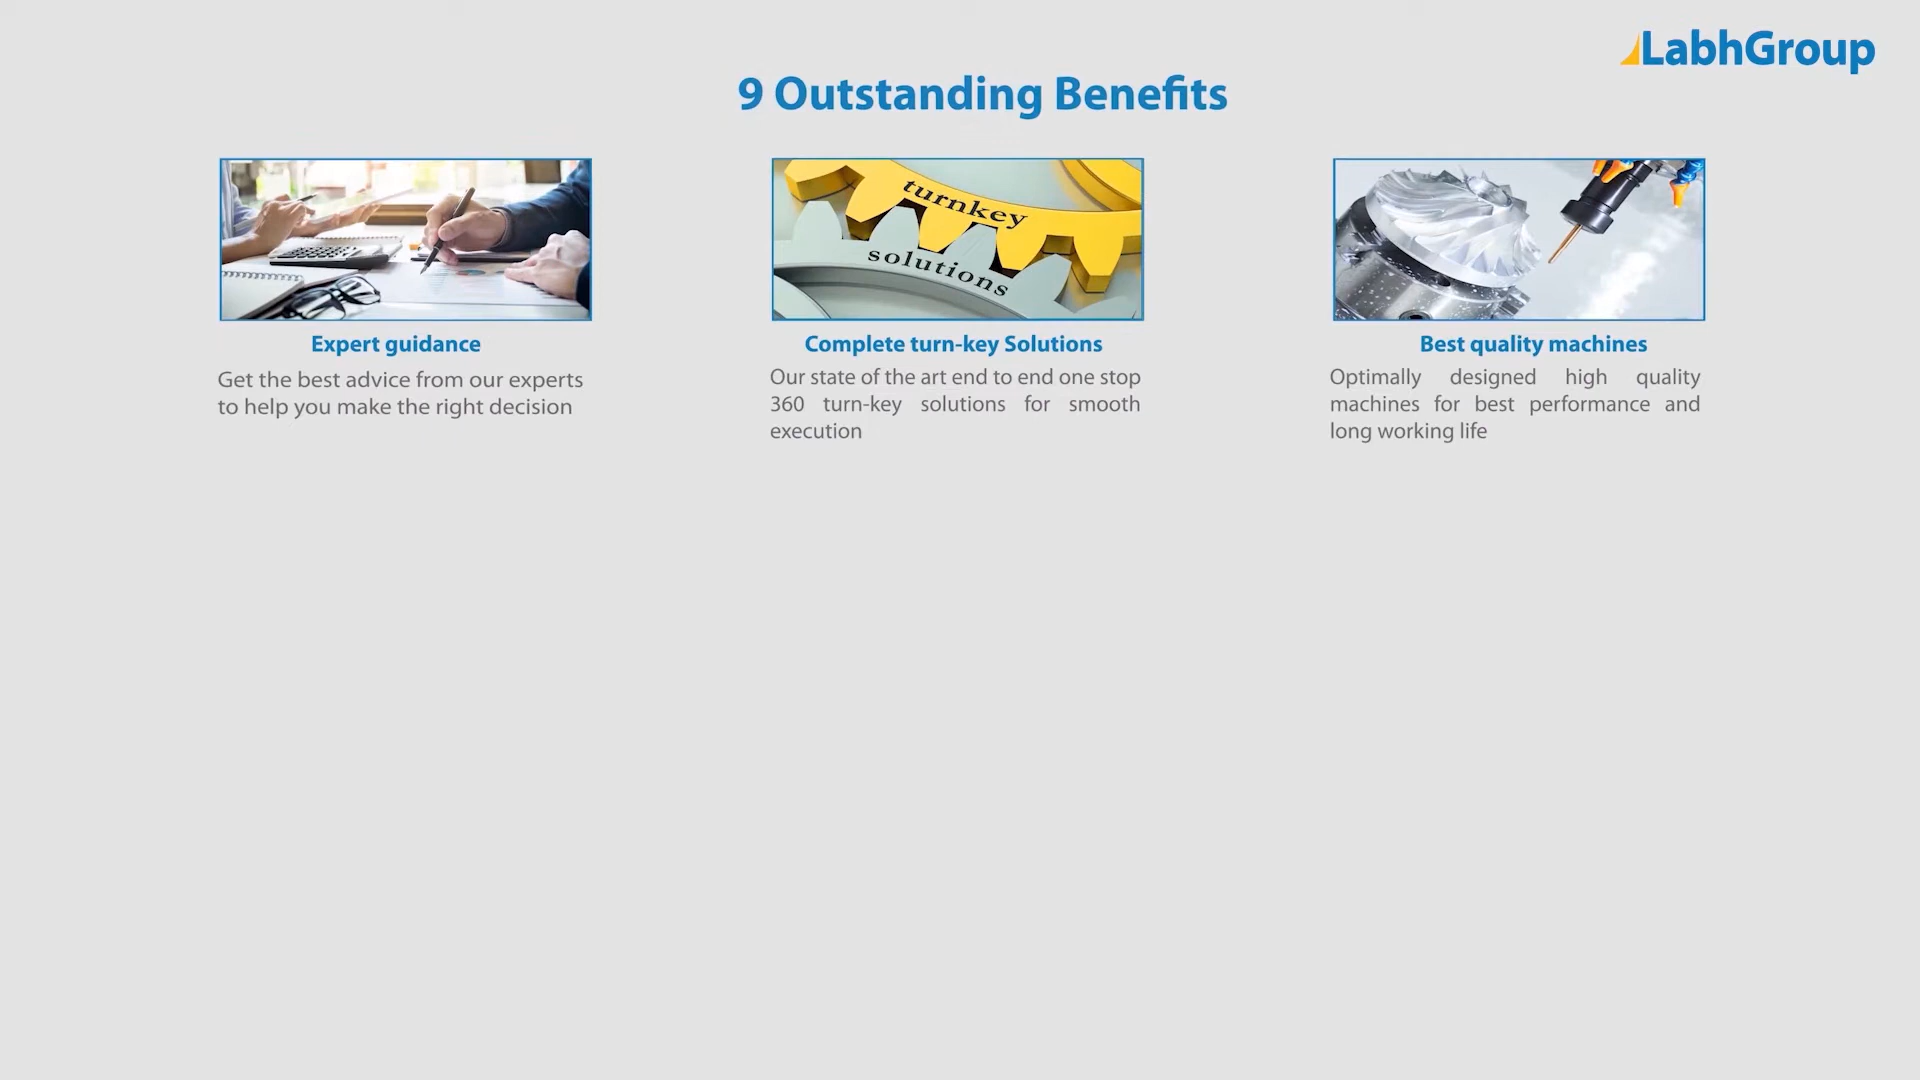 LabhGroup
9 Outstanding Benefits
turnkey
solutions
Expert guidance
Get the best advice from our experts
to help you make the right decision
Complete turn-key Solutions
Our state of the art end to end one stop
360 turn-key solutions for smooth
execution
Best quality machines
Optimally designed high quality
machines for best performance and
long working life